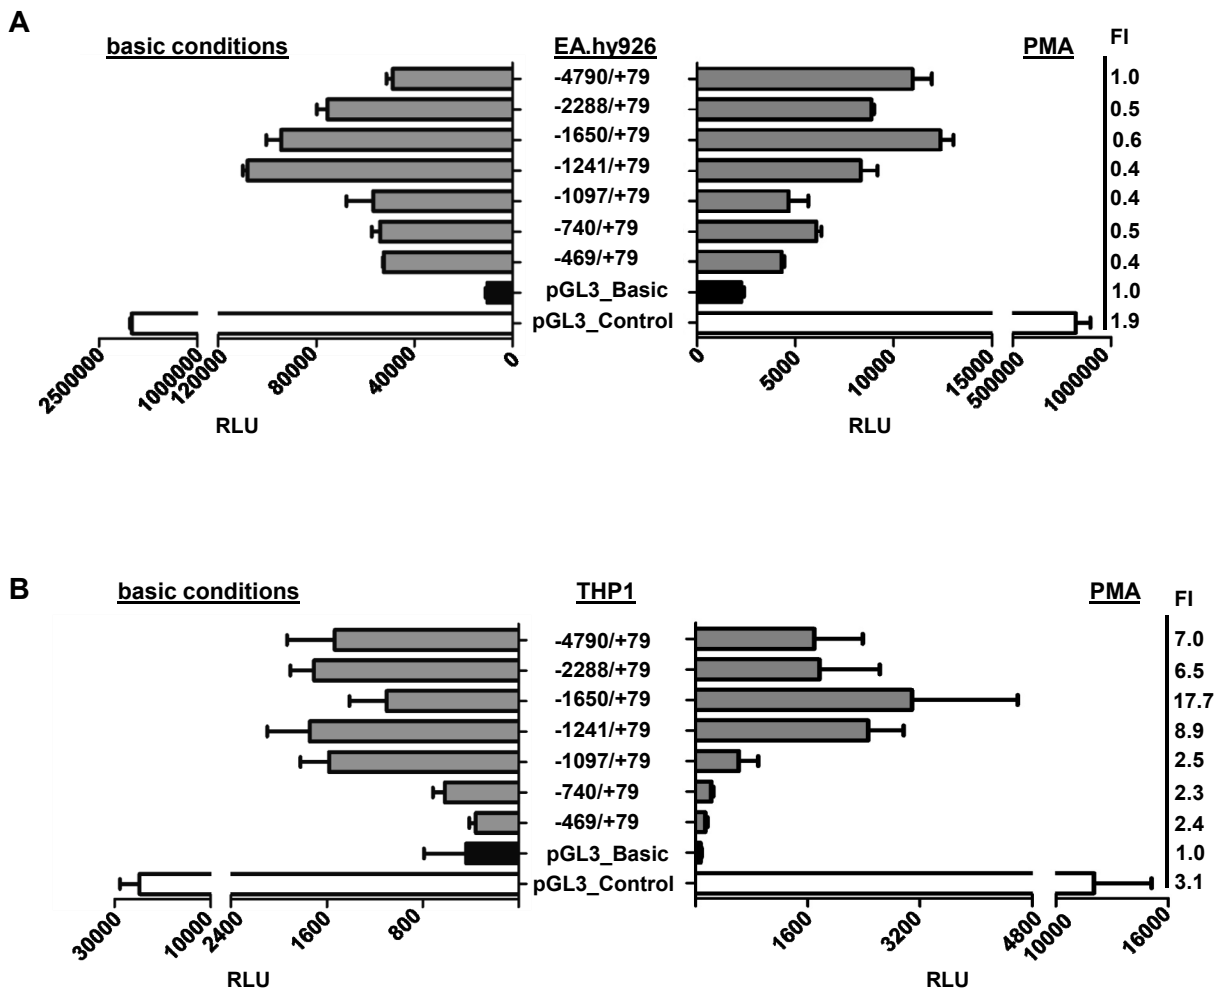 A
basic conditions EA.hy926 PMA FI
-4790/+79 1.0
-2288/+79 0.5
-1650/+79 0.6
-1241/+79 0.4
-1097/+79 0.4
-740/+79 0.5
-469/+79 0.4
pGL3_Basic 1.0
pGL3_Control 1.9
2500000 1000000 120000 80000 40000 0 0 5000 10000 15000 500000 1000000
RLU RLU
B
basic conditions THP1 PMA FI
-4790/+79 7.0
-2288/+79 6.5
-1650/+79 17.7
-1241/+79 8.9
-1097/+79 2.5
-740/+79 2.3
-469/+79 2.4
pGL3_Basic 1.0
pGL3_Control 3.1
30000 10000 2400 1600 800 1600 3200 4800 10000 16000
RLU RLU